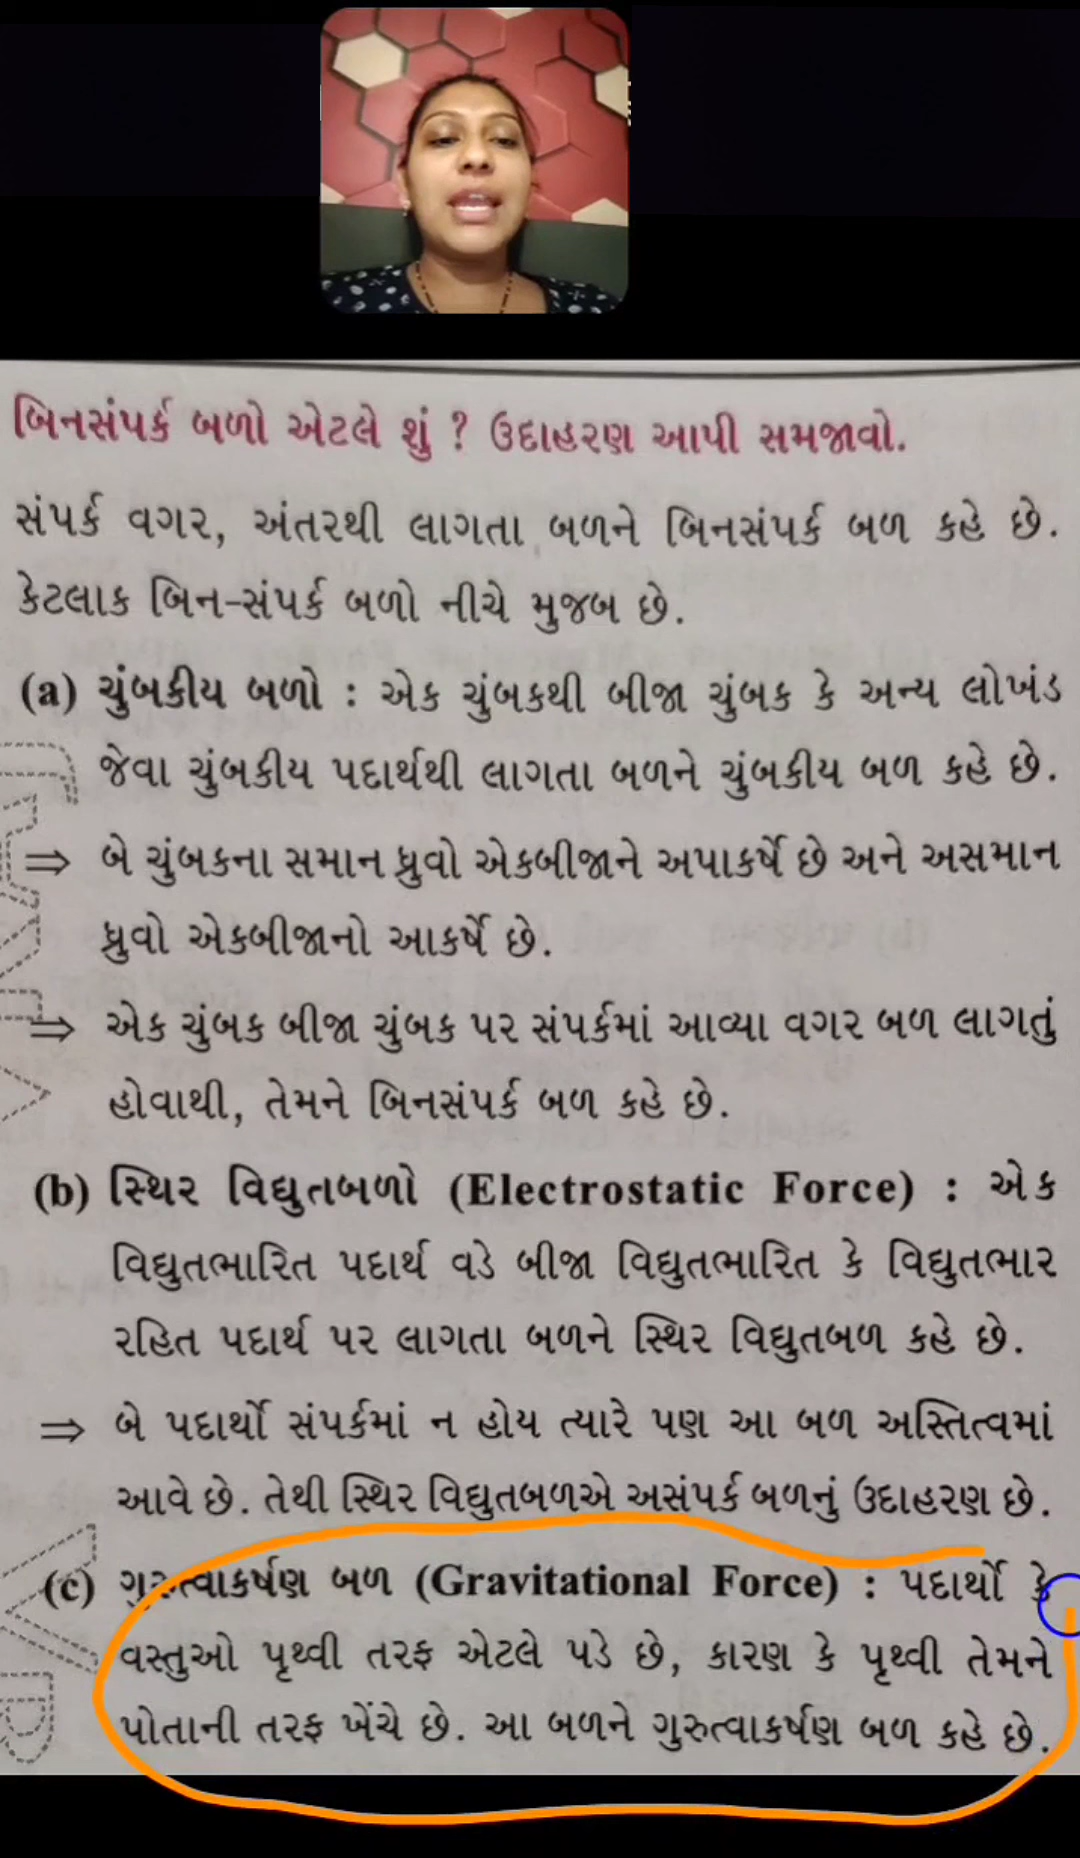 બિનસંપર્ક બળો એટલે શું ? ઉદાહરણ આપી સમજાવો.
સંપર્ક વગર, અંતરથી લાગતા બળને બિનસંપર્ક બળ કહે છે.
કેટલાક બિન-સંપર્ક બળો નીચે મુજબ છે.
(a) ચુંબકીય બળો : એક ચુંબકથી બીજા ચુંબક કે અન્ય લોખંડ
જેવા ચુંબકીય પદાર્થથી લાગતા બળને ચુંબકીય બળ કહે છે.
⇒ બે ચુંબકના સમાન ધ્રુવો એકબીજાને અપાકર્ષે છે અને અસમાન
ધ્રુવો એકબીજાનો આકર્ષે છે.
⇒ એક ચુંબક બીજા ચુંબક પર સંપર્કમાં આવ્યા વગર બળ લાગતું
હોવાથી, તેમને બિનસંપર્ક બળ કહે છે.
(b) સ્થિર વિદ્યુતબળો (Electrostatic Force) : એક
વિદ્યુતભારિત પદાર્થ વડે બીજા વિદ્યુતભારિત કે વિદ્યુતભાર
રહિત પદાર્થ પર લાગતા બળને સ્થિર વિદ્યુતબળ કહે છે.
⇒ બે પદાર્થો સંપર્કમાં ન હોય ત્યારે પણ આ બળ અસ્તિત્વમાં
આવે છે. તેથી સ્થિર વિદ્યુતબળએ અસંપર્ક બળનું ઉદાહરણ છે.
(c) ગુરુત્વાકર્ષણ બળ (Gravitational Force) : પદાર્થો કે
વસ્તુઓ પૃથ્વી તરફ એટલે પડે છે, કારણ કે પૃથ્વી તેમને
પોતાની તરફ ખેંચે છે. આ બળને ગુરુત્વાકર્ષણ બળ કહે છે.